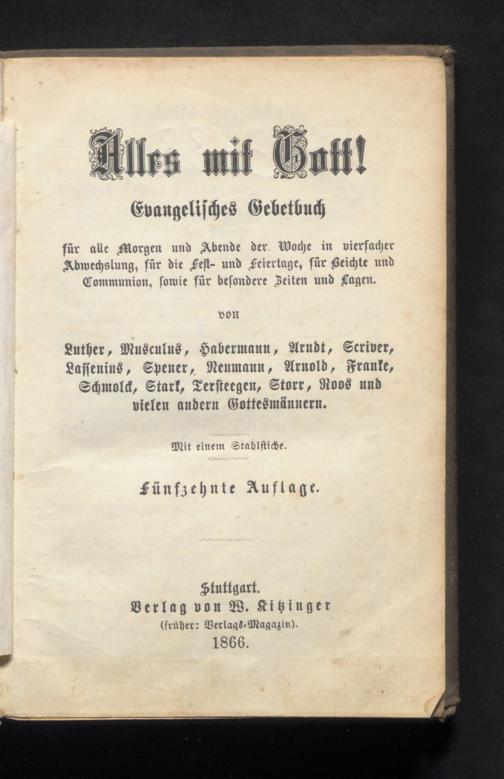 Alles mit Gott!
Evangelisches Gebetbuch
für alle Morgen und Abende der Woche in vierfacher
Abwechslung, für die Fest- und Feiertage, für Beichte und
Communion, sowie für besondere Zeiten und Lagen.
von
Luther, Musculus, Habermann, Arndt, Scriver,
Lassenius, Spener, Neumann, Arnold, Franke,
Schmolck, Stark, Tersteegen, Storr, Roos und
vielen andern Gottesmännern.
Mit einem Stahlstiche.
Fünfzehnte Auflage.
Stuttgart.
Verlag von W. Kitzinger
(früher: Verlags-Magazin).
1866.